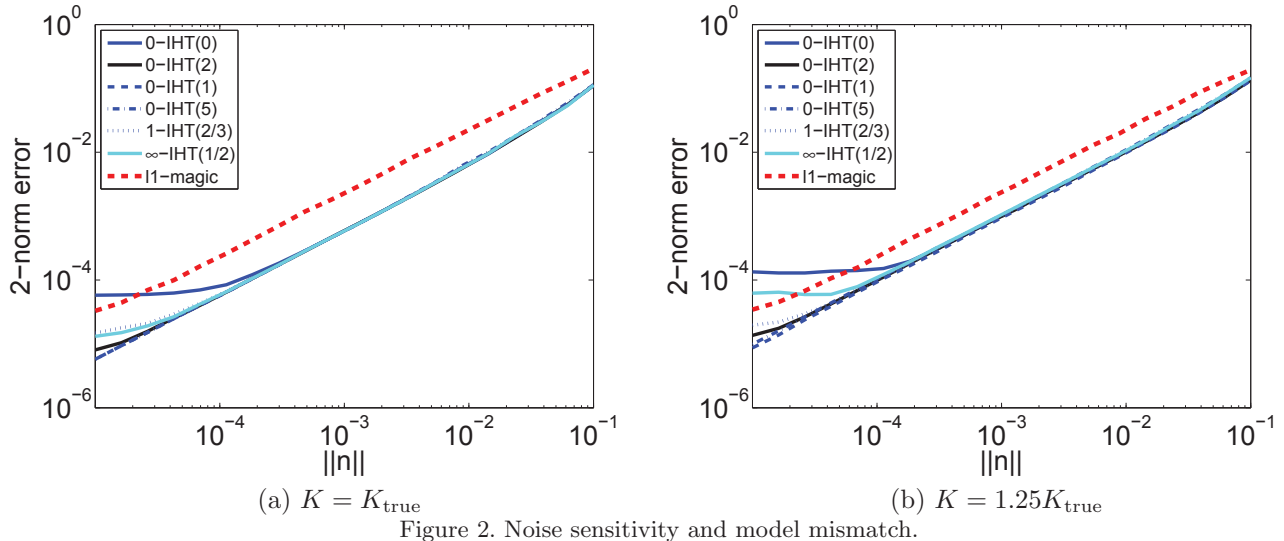 10^0
10^-2
10^-4
10^-6
2-norm error
0-IHT(0)
0-IHT(2)
0-IHT(1)
0-IHT(5)
1-IHT(2/3)
∞-IHT(1/2)
l1-magic
10^-4
10^-3
10^-2
10^-1
||n||
(a) K = K_true
10^0
10^-2
10^-4
10^-6
2-norm error
0-IHT(0)
0-IHT(2)
0-IHT(1)
0-IHT(5)
1-IHT(2/3)
∞-IHT(1/2)
l1-magic
10^-4
10^-3
10^-2
10^-1
||n||
(b) K = 1.25K_true
Figure 2. Noise sensitivity and model mismatch.